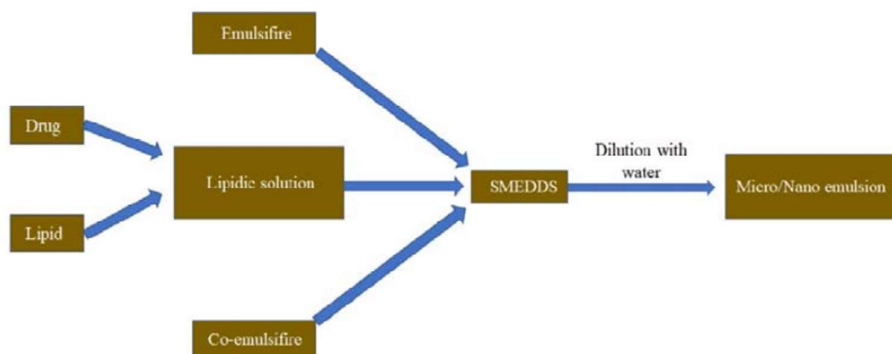 Emulsifire
Drug
Lipidic solution
Lipid
Co-emulsifire
SMEDDS
Dilution with
water
Micro/Nano emulsion